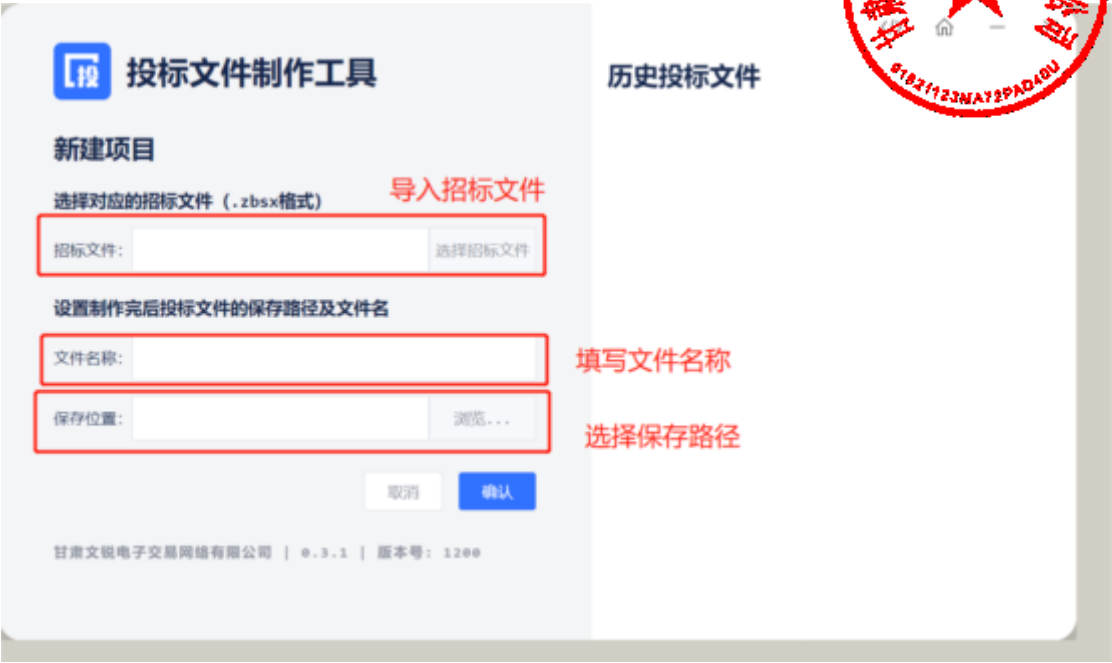 投
投标文件制作工具
新建项目
选择对应的招标文件（.zbsx格式）
导入招标文件
招标文件：
选择招标文件
设置制作完后投标文件的保存路径及文件名
文件名称：
填写文件名称
保存位置：
浏览...
选择保存路径
取消
确认
甘肃文锐电子交易网络有限公司 | 0.3.1 | 版本号：1200
历史投标文件
甘肃